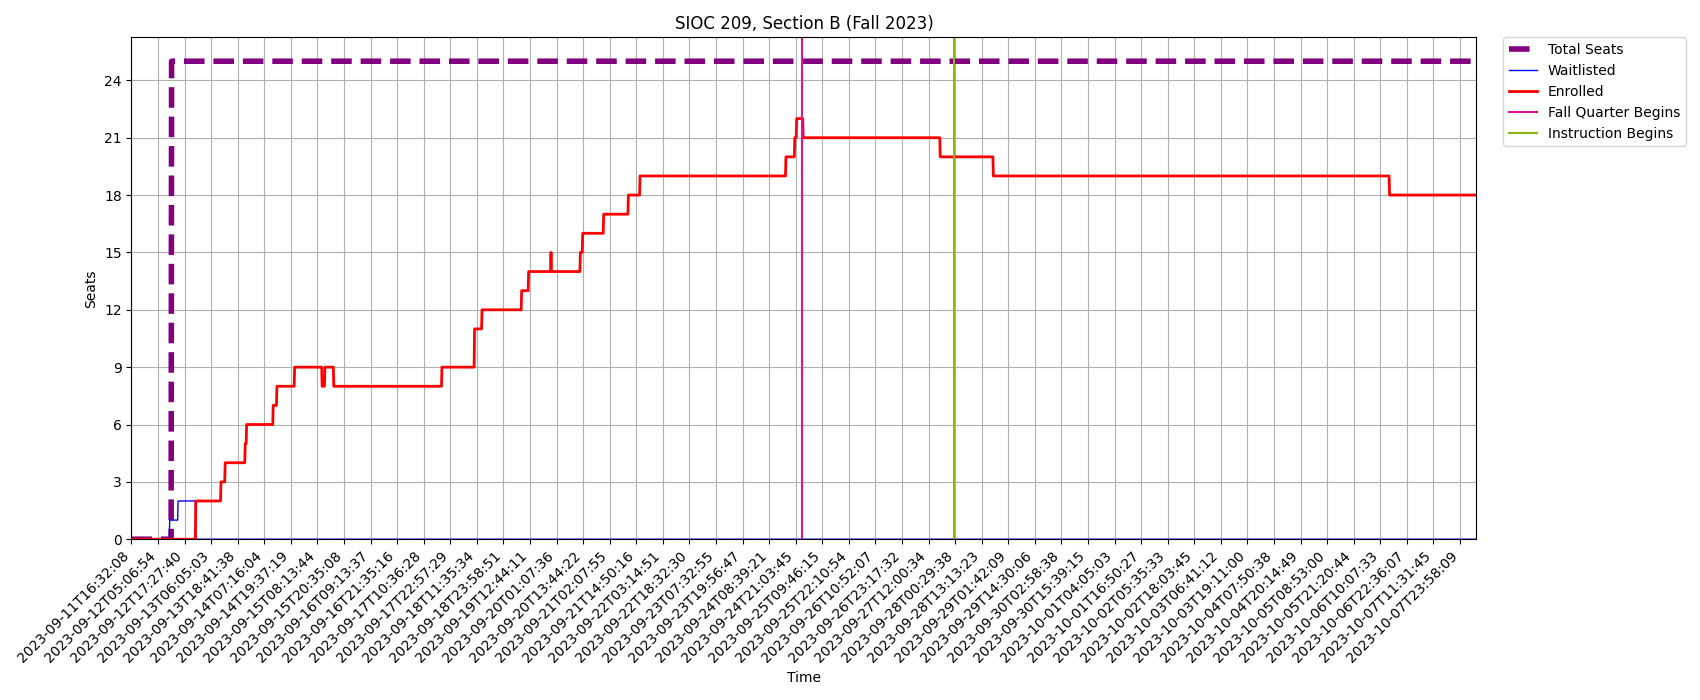 SIOC 209, Section B (Fall 2023)
Total Seats
Waitlisted
Enrolled
Fall Quarter Begins
Instruction Begins
24
21
18
15
12
9
6
3
0
Seats
2023-09-11T16:32:08
2023-09-12T05:06:54
2023-09-12T17:27:40
2023-09-13T06:05:03
2023-09-13T18:41:38
2023-09-14T07:16:04
2023-09-14T19:37:19
2023-09-15T08:13:44
2023-09-15T20:35:08
2023-09-16T09:13:37
2023-09-16T21:35:16
2023-09-17T10:36:28
2023-09-17T22:57:29
2023-09-18T11:35:34
2023-09-18T23:58:51
2023-09-19T12:44:11
2023-09-20T01:07:36
2023-09-20T13:44:22
2023-09-21T02:07:55
2023-09-21T14:50:16
2023-09-22T03:14:51
2023-09-22T18:32:30
2023-09-23T07:32:55
2023-09-23T19:56:47
2023-09-24T08:39:21
2023-09-24T21:03:45
2023-09-25T09:46:15
2023-09-25T22:10:54
2023-09-26T10:52:07
2023-09-26T23:17:32
2023-09-27T12:00:34
2023-09-28T00:29:38
2023-09-28T13:13:23
2023-09-29T01:42:09
2023-09-29T14:30:06
2023-09-30T02:58:38
2023-09-30T15:39:15
2023-10-01T04:05:03
2023-10-01T16:50:27
2023-10-02T05:35:33
2023-10-02T18:03:45
2023-10-03T06:41:12
2023-10-03T19:11:00
2023-10-04T07:50:38
2023-10-04T20:14:49
2023-10-05T08:53:00
2023-10-05T21:20:44
2023-10-06T10:07:33
2023-10-06T22:36:07
2023-10-07T11:31:45
2023-10-07T23:58:09
Time